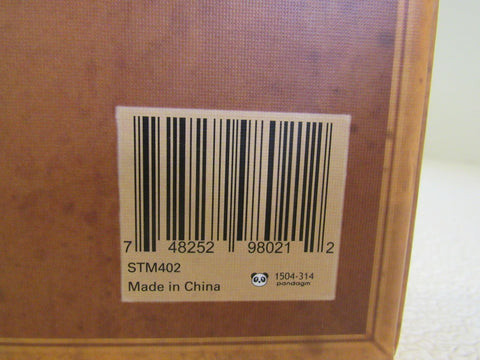 7 48252 98021 2
STM402
Made in China
1504-314
pandagm